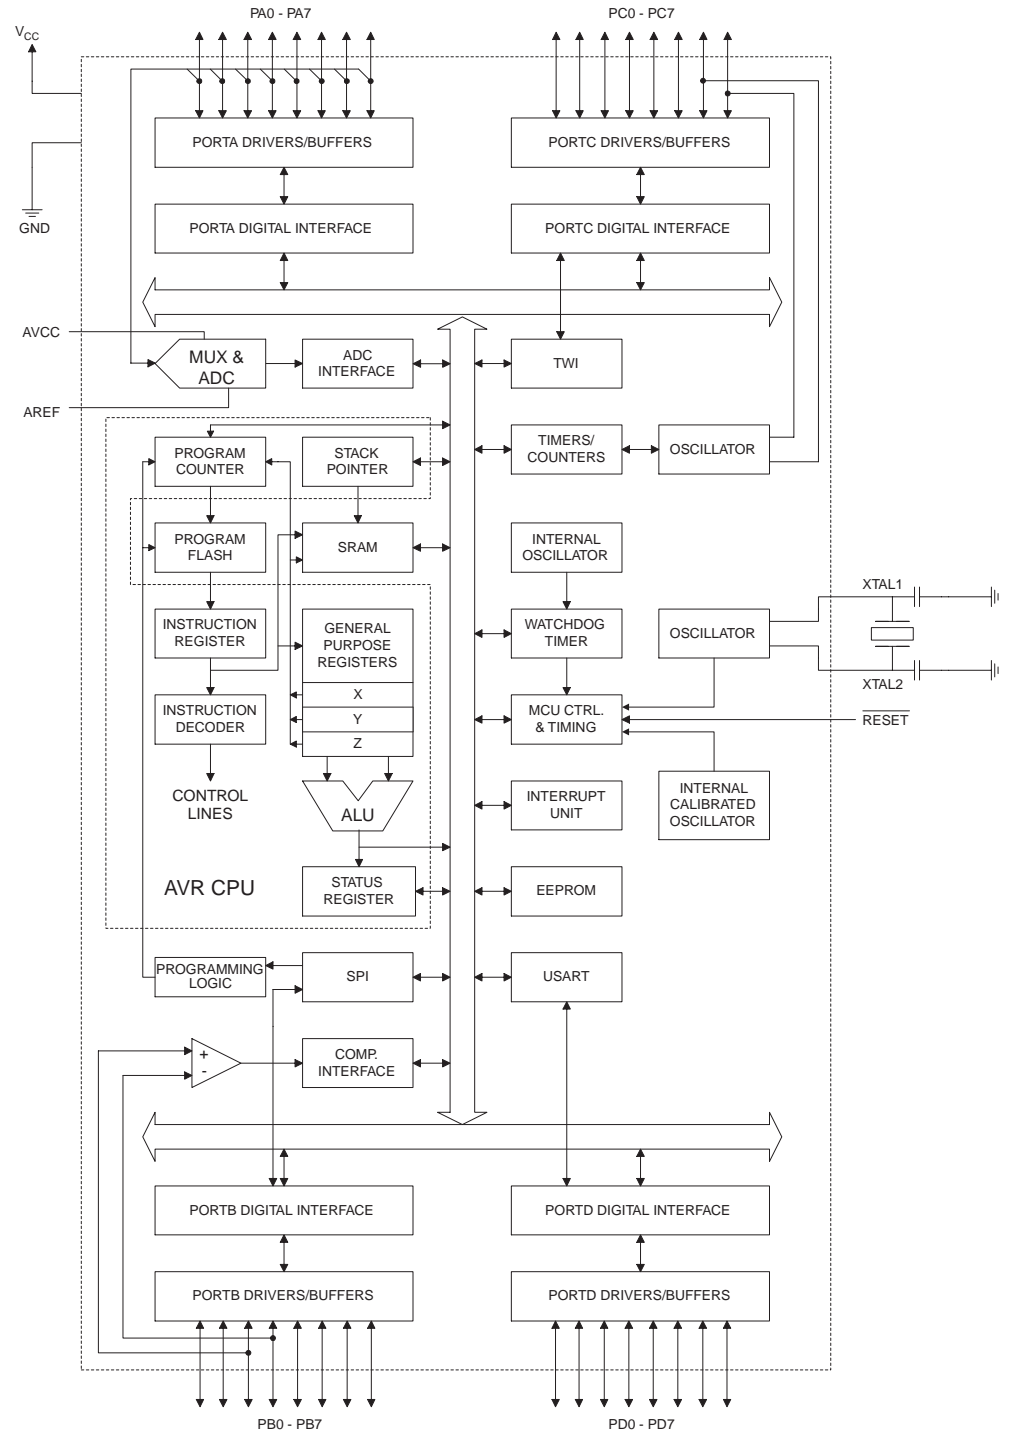 PA0 - PA7
PC0 - PC7
VCC
PORTA DRIVERS/BUFFERS
PORTC DRIVERS/BUFFERS
GND
PORTA DIGITAL INTERFACE
PORTC DIGITAL INTERFACE
AVCC
MUX &
ADC
ADC
INTERFACE
TWI
AREF
PROGRAM
COUNTER
STACK
POINTER
TIMERS/
COUNTERS
OSCILLATOR
PROGRAM
FLASH
SRAM
INTERNAL
OSCILLATOR
XTAL1
INSTRUCTION
REGISTER
GENERAL
PURPOSE
REGISTERS
WATCHDOG
TIMER
OSCILLATOR
XTAL2
X
INSTRUCTION
DECODER
Y
MCU CTRL.
& TIMING
RESET
Z
CONTROL
LINES
ALU
INTERRUPT
UNIT
INTERNAL
CALIBRATED
OSCILLATOR
AVR CPU
STATUS
REGISTER
EEPROM
PROGRAMMING
LOGIC
SPI
USART
+
-
COMP.
INTERFACE
PORTB DIGITAL INTERFACE
PORTD DIGITAL INTERFACE
PORTB DRIVERS/BUFFERS
PORTD DRIVERS/BUFFERS
PB0 - PB7
PD0 - PD7